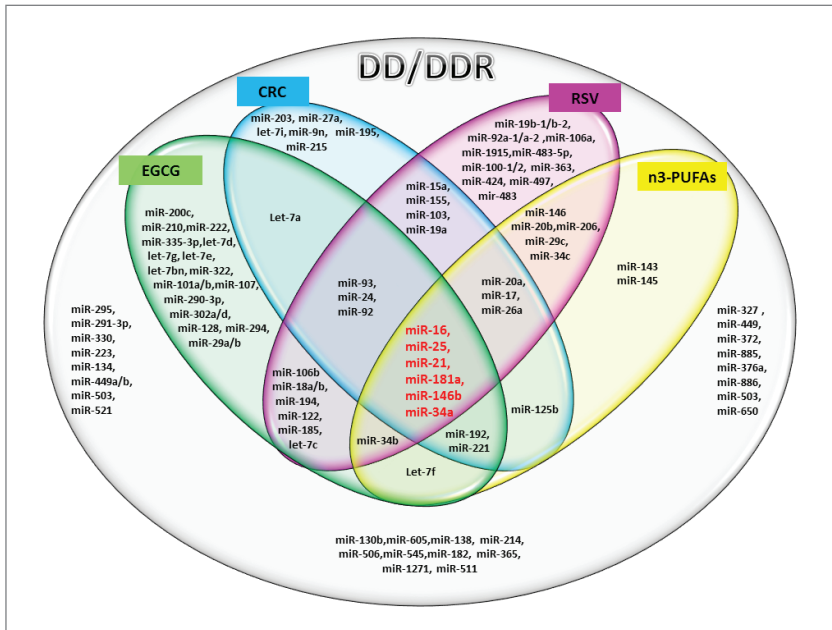 DD/DDR
CRC
RSV
EGCG
n3-PUFAs
miR-203, miR-27a,
let-7i, miR-9n, miR-195,
miR-215
miR-19b-1/b-2,
miR-92a-1/a-2 ,miR-106a,
miR-1915,miR-483-5p,
miR-100-1/2, miR-363,
miR-424, miR-497,
mir-483
miR-200c,
miR-210,miR-222,
miR-335-3p,let-7d,
let-7g, let-7e,
let-7bn, miR-322,
miR-101a/b,miR-107,
miR-290-3p,
miR-302a/d,
miR-128, miR-294,
miR-29a/b
Let-7a
miR-15a,
miR-155,
miR-103,
miR-19a
miR-146
miR-20b,miR-206,
miR-29c,
miR-34c
miR-143
miR-145
miR-93,
miR-24,
miR-92
miR-20a,
miR-17,
miR-26a
miR-16,
miR-25,
miR-21,
miR-181a,
miR-146b
miR-34a
miR-295,
miR-291-3p,
miR-330,
miR-223,
miR-134,
miR-449a/b,
miR-503,
miR-521
miR-327 ,
miR-449,
miR-372,
miR-885,
miR-376a,
miR-886,
miR-503,
miR-650
miR-106b
miR-18a/b,
miR-194,
miR-122,
miR-185,
let-7c
miR-34b
miR-192,
miR-221
miR-125b
Let-7f
miR-130b,miR-605,miR-138, miR-214,
miR-506,miR-545,miR-182, miR-365,
miR-1271, miR-511